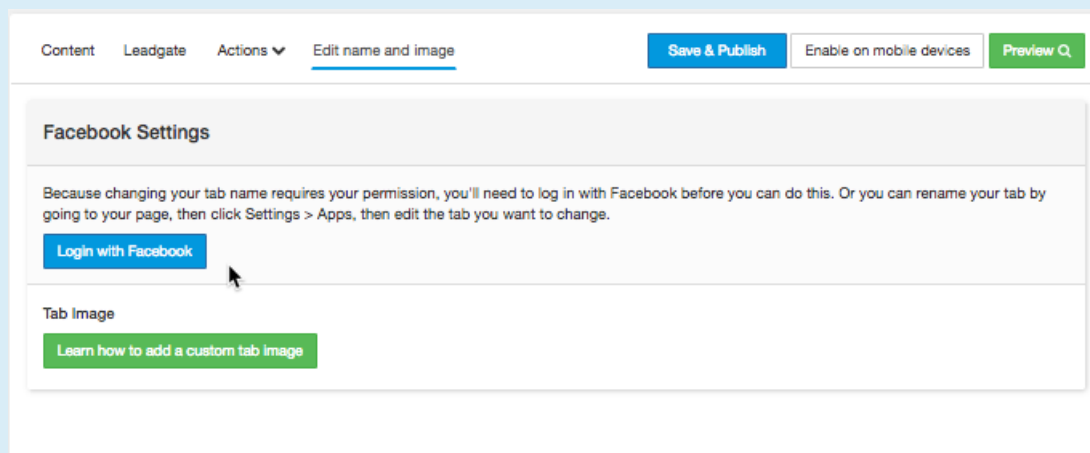 Content Leadgate Actions Edit name and image Save & Publish Enable on mobile devices Preview
Facebook Settings
Because changing your tab name requires your permission, you'll need to log in with Facebook before you can do this. Or you can rename your tab by
going to your page, then click Settings > Apps, then edit the tab you want to change.
Login with Facebook
Tab Image
Learn how to add a custom tab image